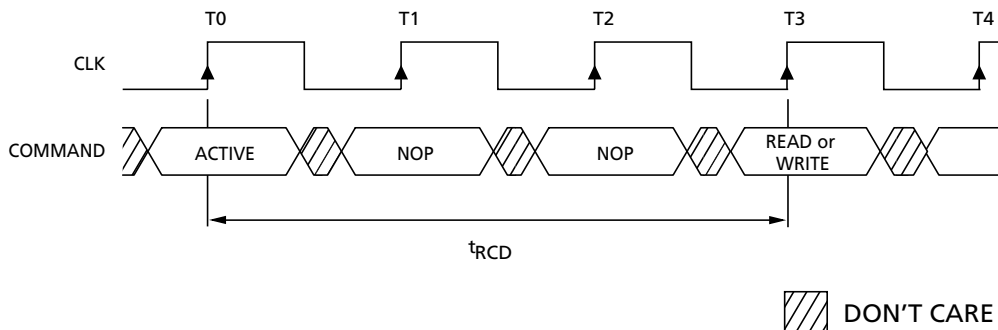 T0 T1 T2 T3 T4
CLK
COMMAND ACTIVE NOP NOP READ or WRITE
tRCD
DON'T CARE